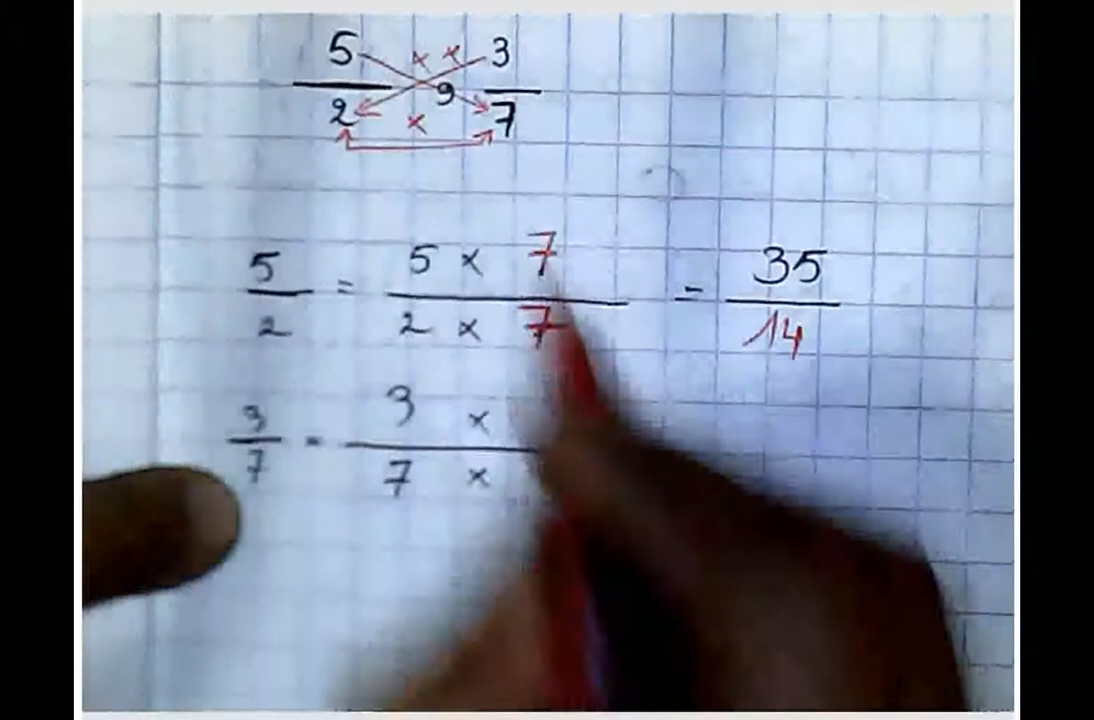 5 × × 3
9
2 × 7
5 5 × 7 35
— = — = —
2 2 × 7 14
3 3 ×
— = —
7 7 ×